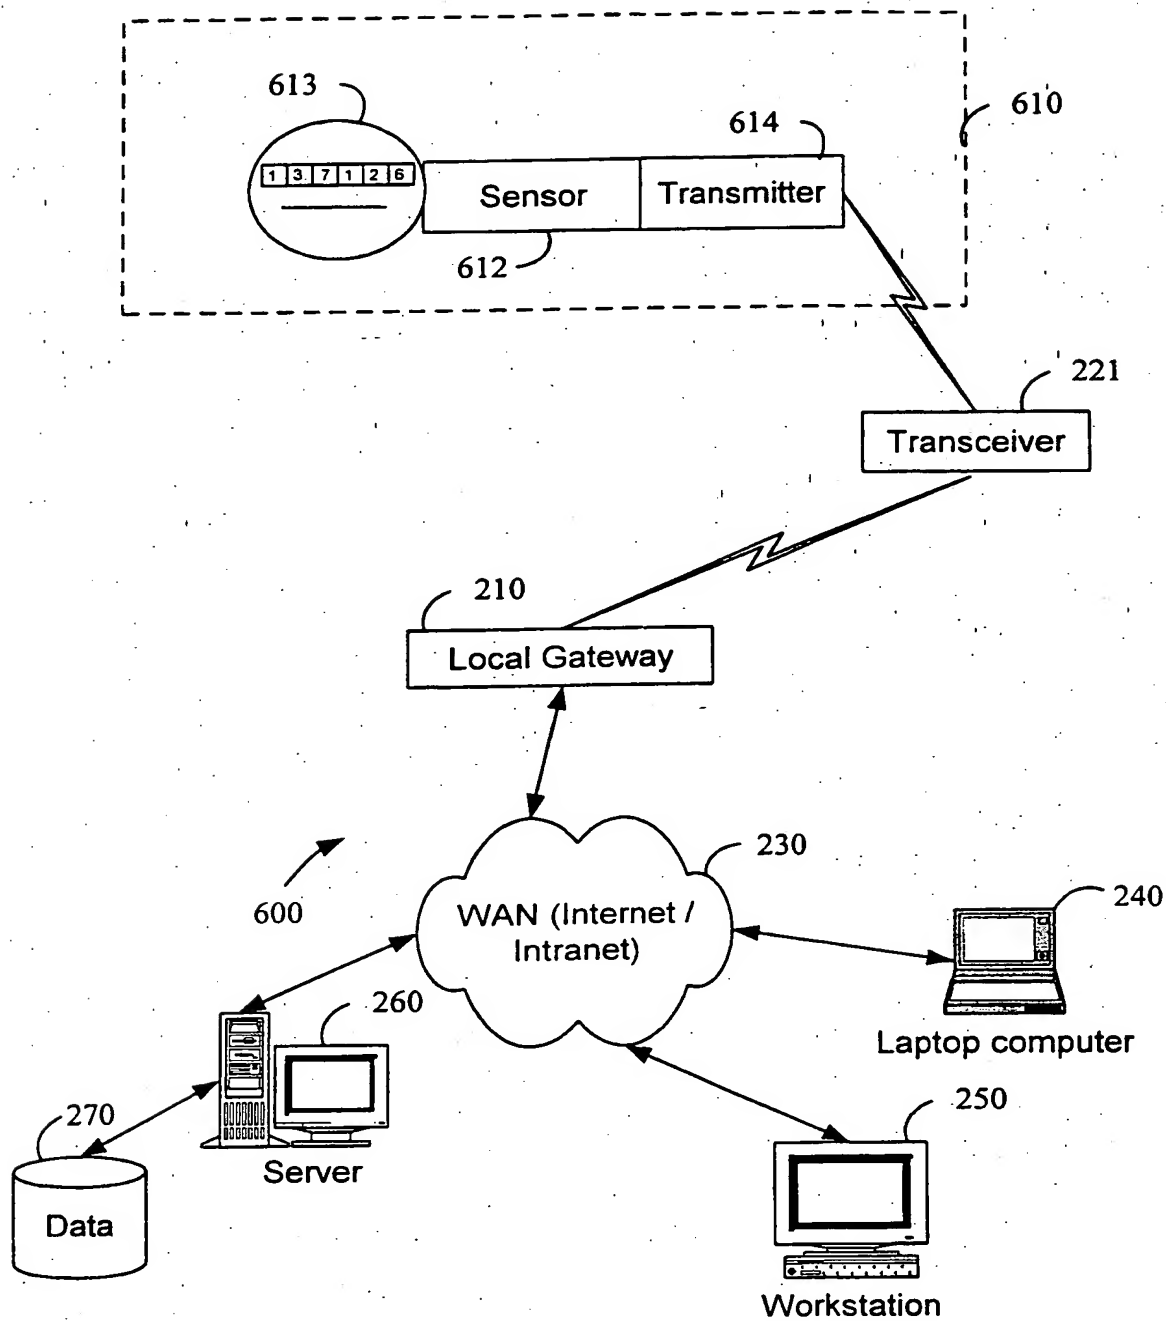 613
610
614
1 3 7 1 2 6
Sensor
Transmitter
612
221
Transceiver
210
Local Gateway
230
600
WAN (Internet /
Intranet)
240
260
Laptop computer
270
250
Server
Data
Workstation